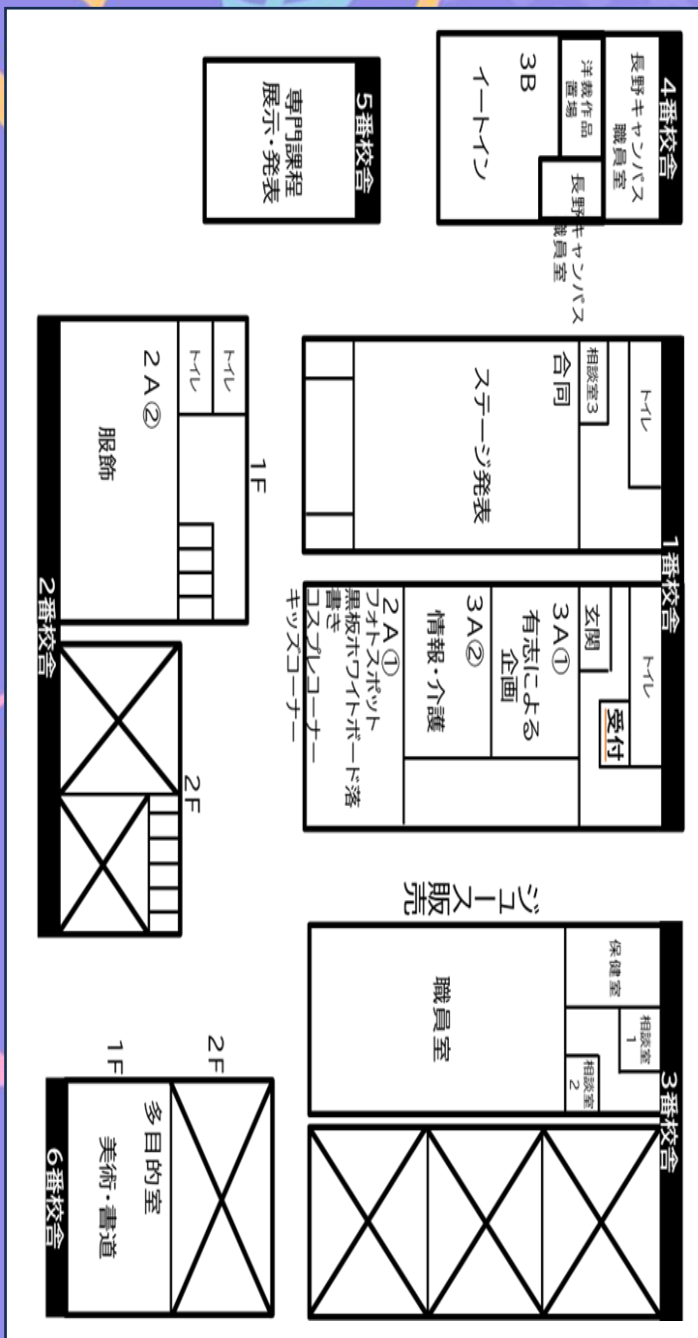 4番校舎
長野キャンパス
職員室
洋裁作品
置場
長野キャンパス
職員室
3B
イートイン
5番校舎
専門課程
展示・発表
1番校舎
トイレ
相談室3
合同
ステージ発表
トイレ
受付
玄関
3A①
有志による
企画
3A②
情報・介護
2A①
フォトスポット
黒板ホワイトボード落
書き
コスプレコーナー
キッズコーナー
1F
トイレ
トイレ
2A②
服飾
2番校舎
2F
ジュース販
売
3番校舎
保健室
相談室
1
相談室
2
職員室
2F
1F
多目的室
美術・書道
6番校舎